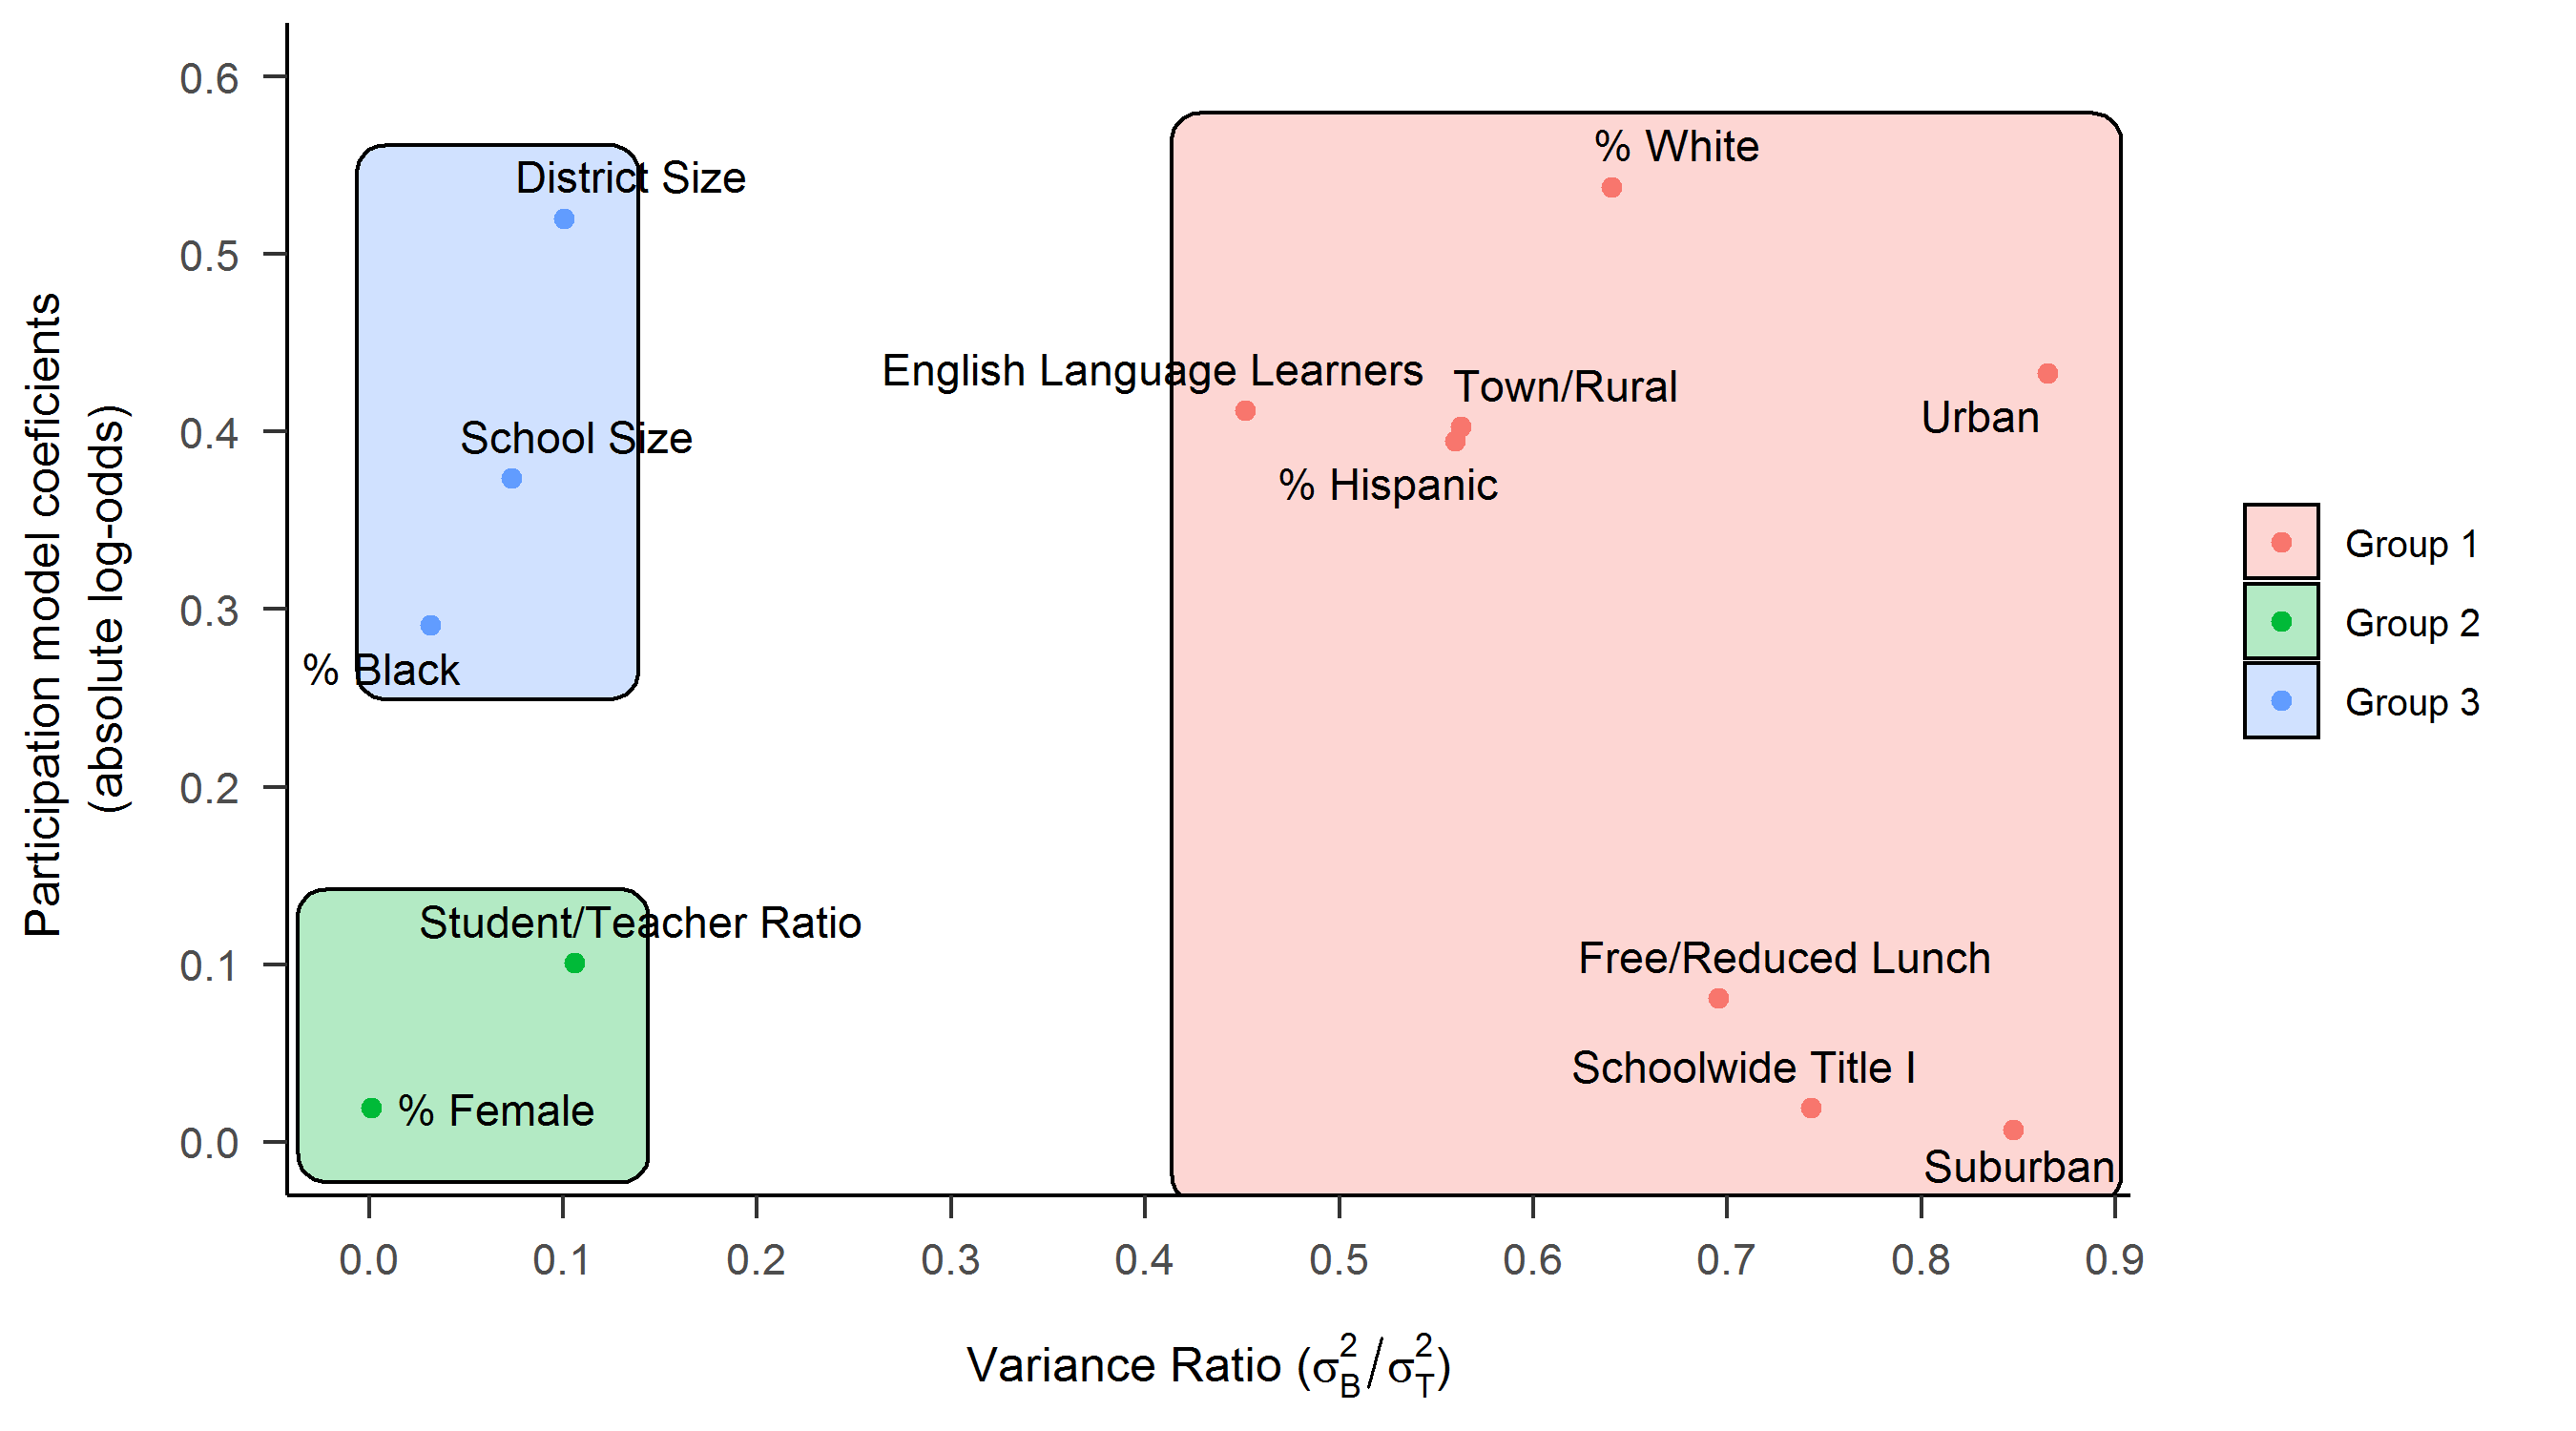 Participation model coeficients
(absolute log-odds)
0.6
0.5
0.4
0.3
0.2
0.1
0.0
% White
District Size
English Language Learners
Town/Rural
Urban
School Size
% Hispanic
% Black
Student/Teacher Ratio
Free/Reduced Lunch
Schoolwide Title I
% Female
Suburban
0.0 0.1 0.2 0.3 0.4 0.5 0.6 0.7 0.8 0.9
Variance Ratio (σ²_B/σ²_T)
Group 1
Group 2
Group 3